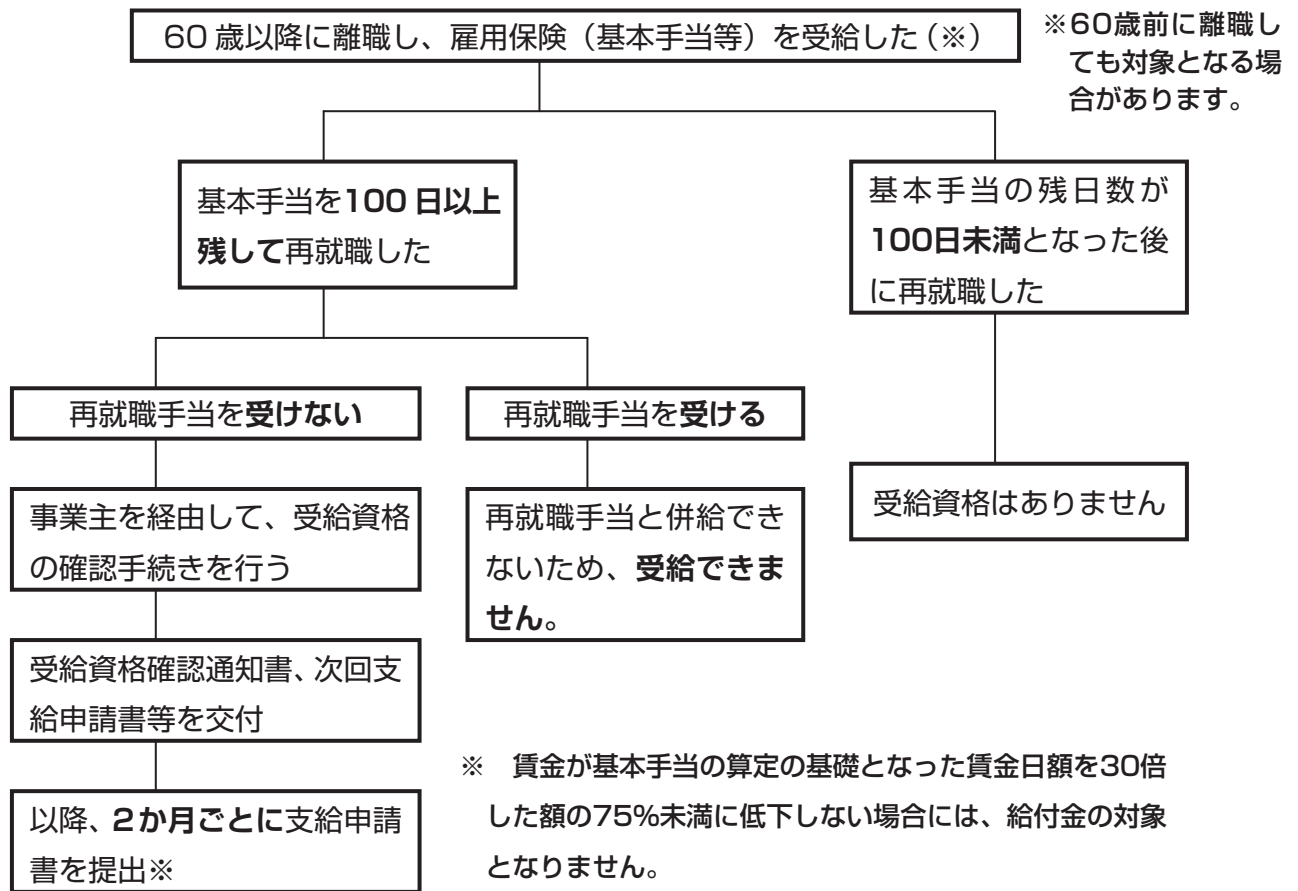 60 歳以降に離職し、雇用保険（基本手当等）を受給した（※）
※60歳前に離職し
ても対象となる場
合があります。
基本手当を100 日以上
残して再就職した
基本手当の残日数が
100日未満となった後
に再就職した
再就職手当を受けない
再就職手当を受ける
事業主を経由して、受給資格
の確認手続きを行う
再就職手当と併給でき
ないため、受給できま
せん。
受給資格はありません
受給資格確認通知書、次回支
給申請書等を交付
以降、2か月ごとに支給申請
書を提出※
※　賃金が基本手当の算定の基礎となった賃金日額を30倍
した額の75%未満に低下しない場合には、給付金の対象
となりません。